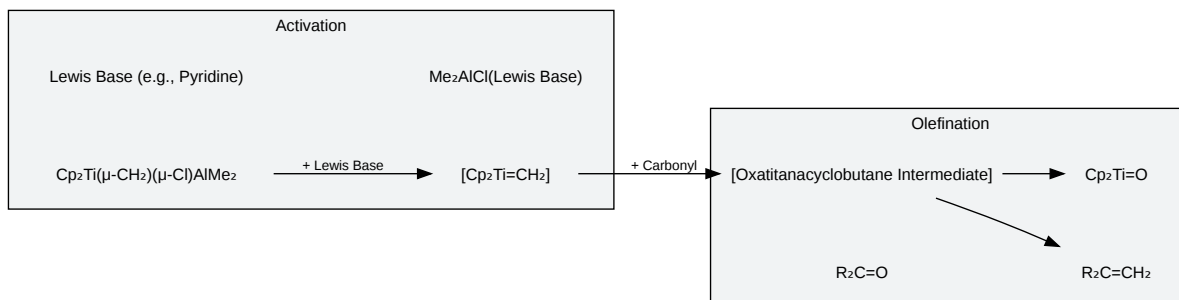 Activation
Lewis Base (e.g., Pyridine)
Me₂AlCl(Lewis Base)
Cp₂Ti(μ-CH₂)(μ-Cl)AlMe₂
+ Lewis Base
[Cp₂Ti=CH₂]
+ Carbonyl
Olefination
[Oxatitanacyclobutane Intermediate]
Cp₂Ti=O
R₂C=O
R₂C=CH₂